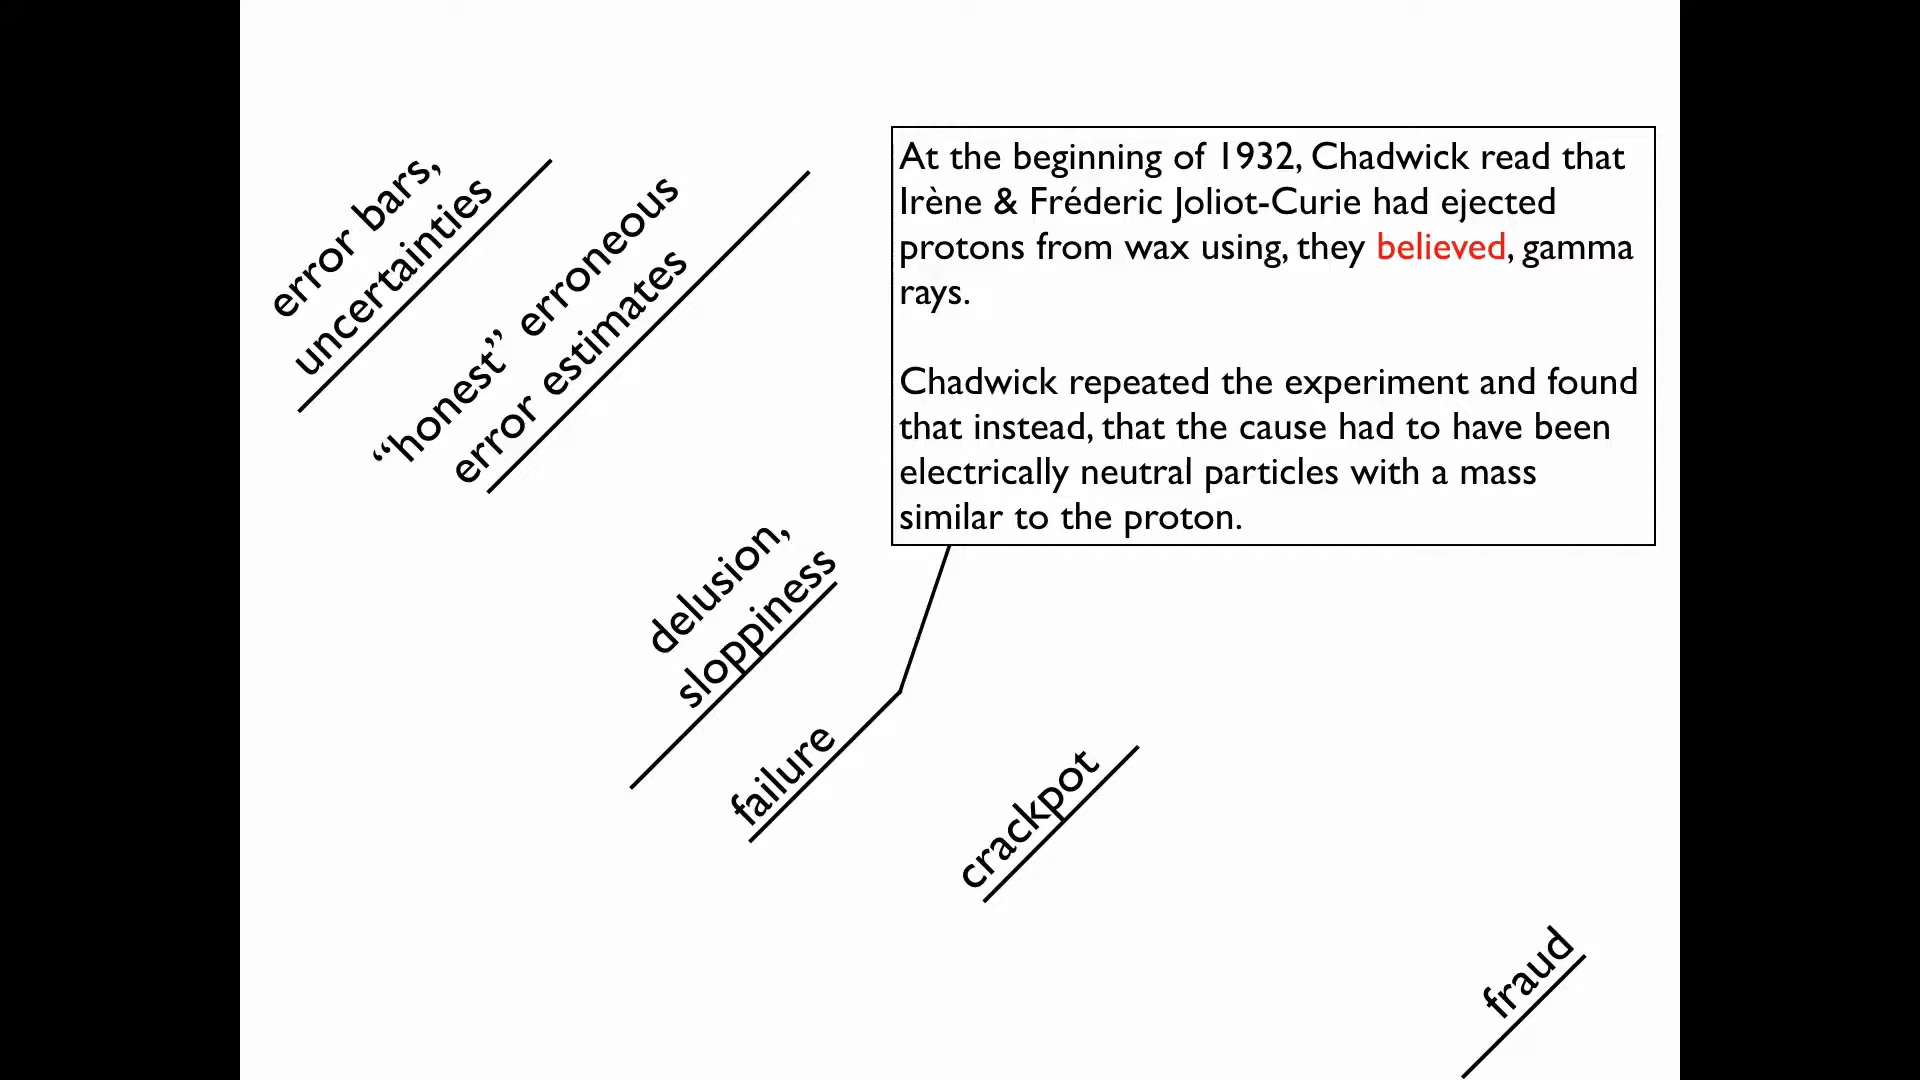 error bars,
uncertainties
“honest” erroneous
error estimates
At the beginning of 1932, Chadwick read that
Irène & Fréderic Joliot-Curie had ejected
protons from wax using, they believed, gamma
rays.
Chadwick repeated the experiment and found
that instead, that the cause had to have been
electrically neutral particles with a mass
similar to the proton.
delusion,
sloppiness
failure
crackpot
fraud